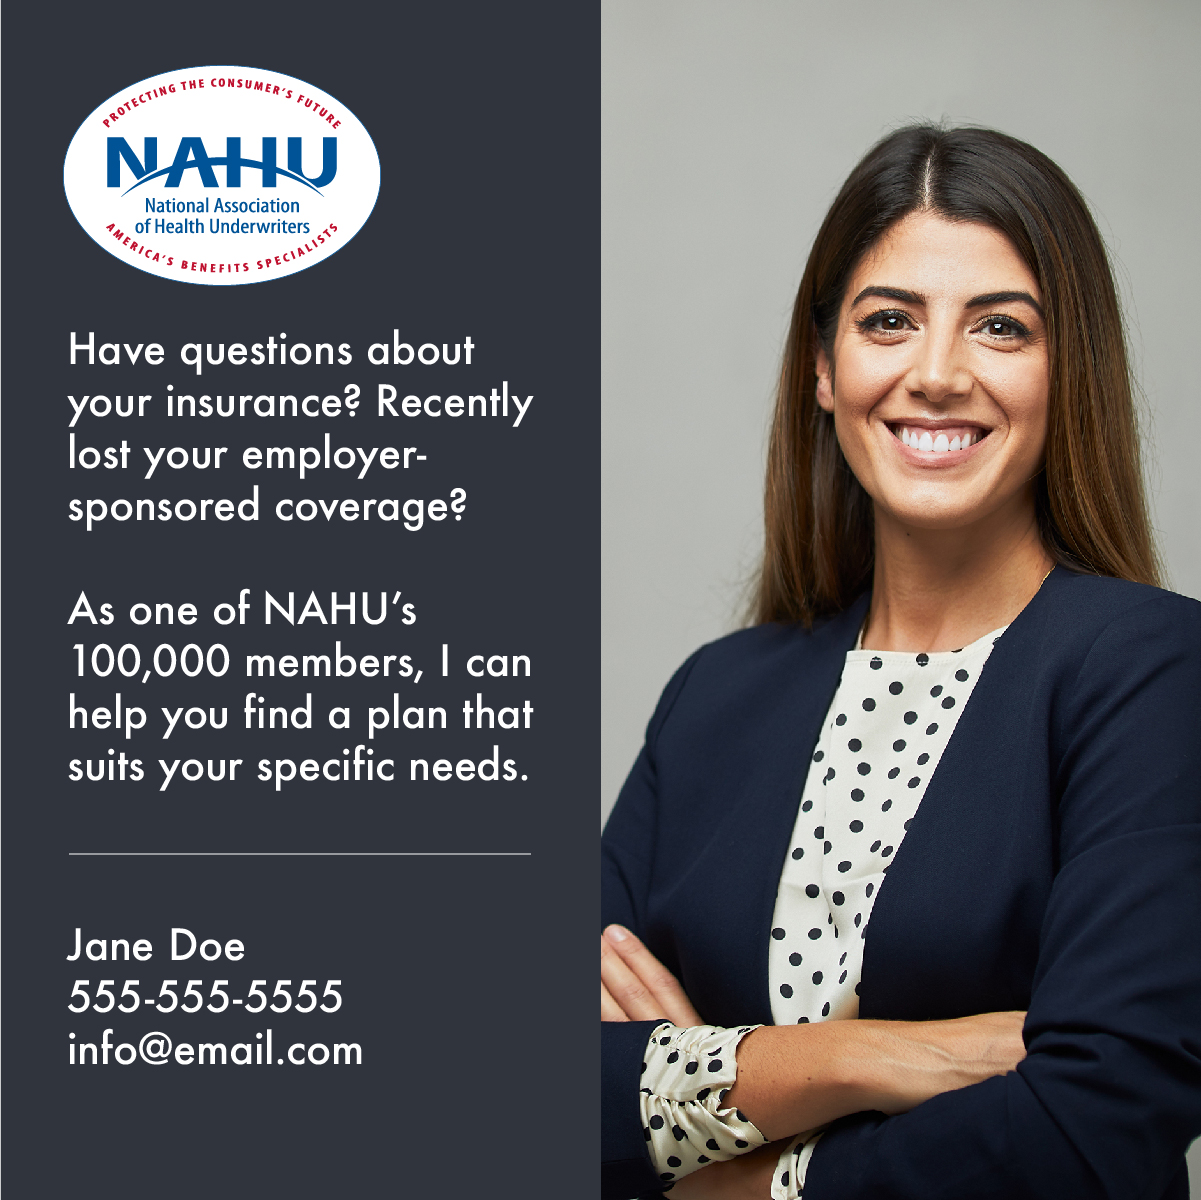 PROTECTING THE CONSUMER'S FUTURE
NAHU
National Association
of Health Underwriters
AMERICA'S BENEFITS SPECIALISTS
Have questions about
your insurance? Recently
lost your employer-
sponsored coverage?
As one of NAHU's
100,000 members, I can
help you find a plan that
suits your specific needs.
Jane Doe
555-555-5555
info@email.com